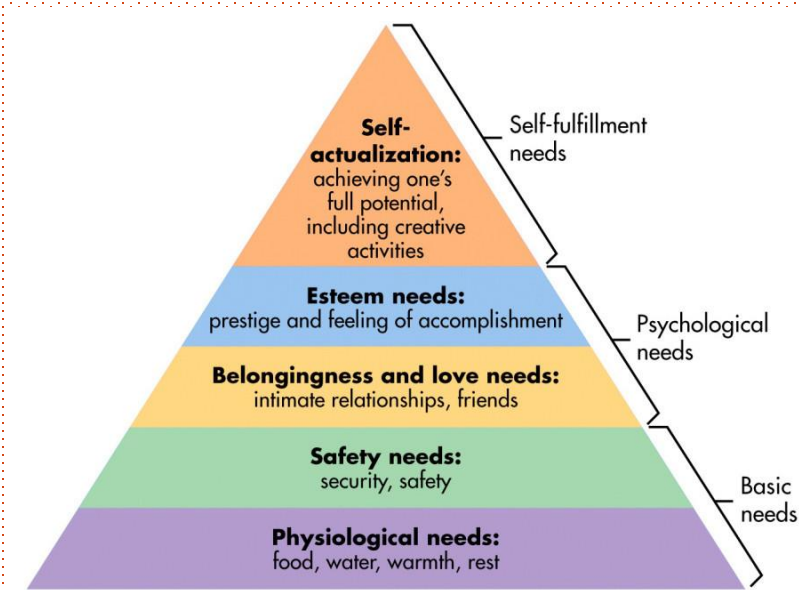 Self-
actualization:
achieving one's
full potential,
including creative
activities
Self-fulfillment
needs
Esteem needs:
prestige and feeling of accomplishment
Psychological
needs
Belongingness and love needs:
intimate relationships, friends
Safety needs:
security, safety
Basic
needs
Physiological needs:
food, water, warmth, rest